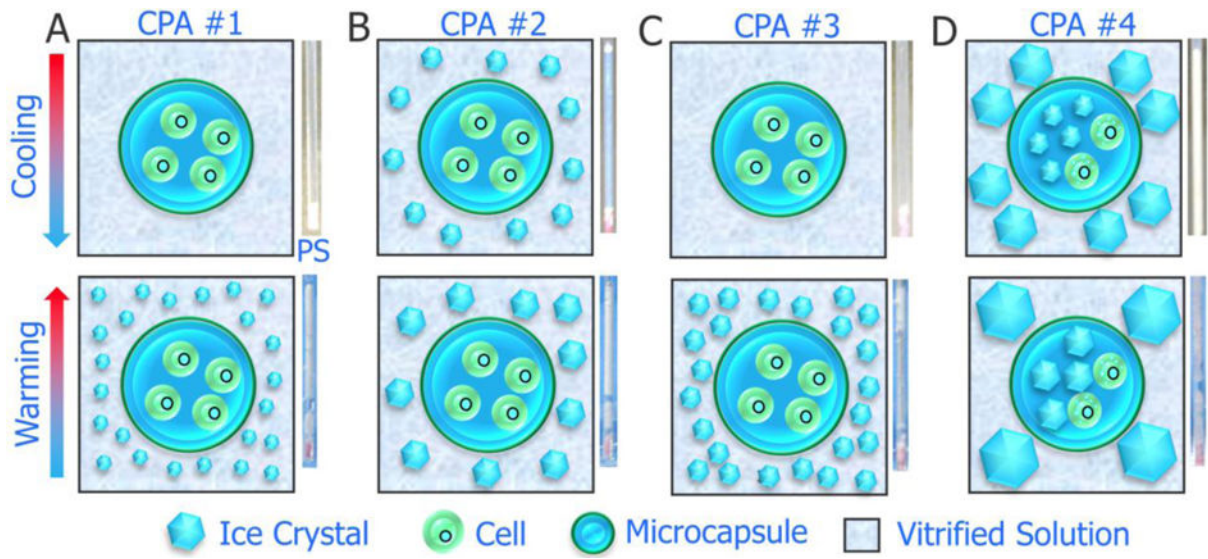 A CPA #1 B CPA #2 C CPA #3 D CPA #4
Cooling
PS
Warming
Ice Crystal Cell Microcapsule Vitrified Solution